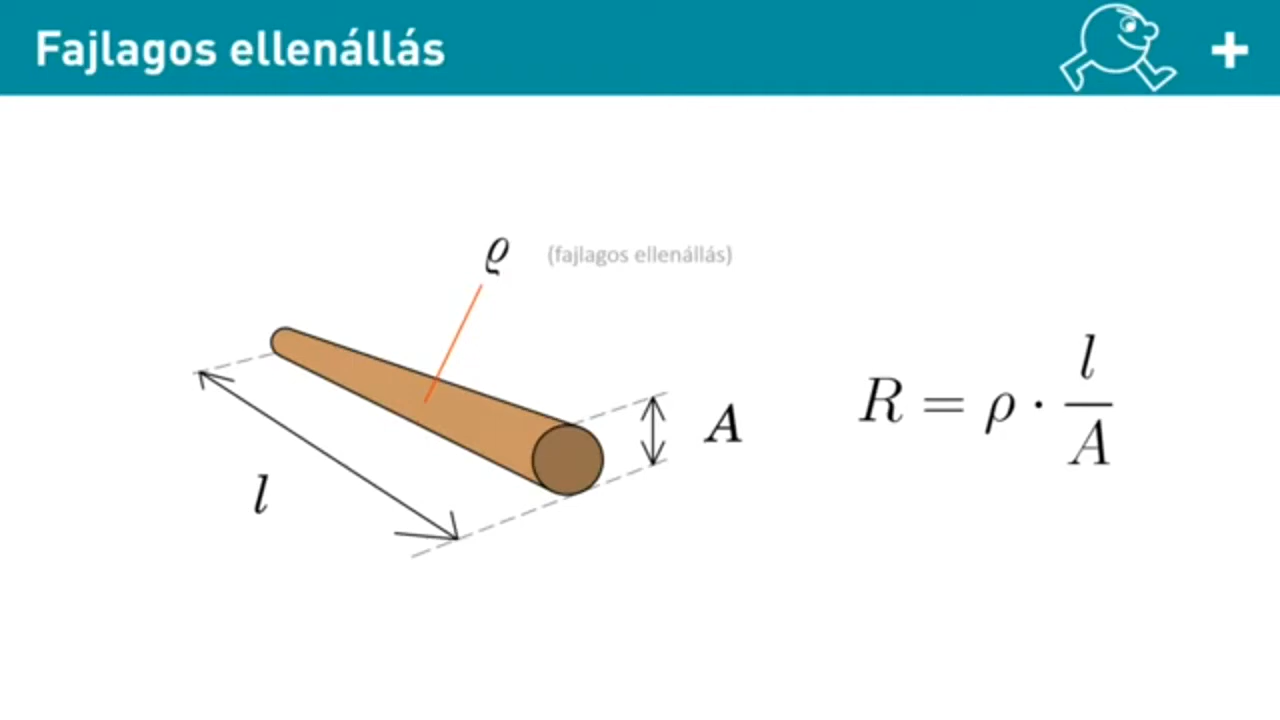 Fajlagos ellenállás
+
ϱ (fajlagos ellenállás)
A
l
R = ρ · l/A